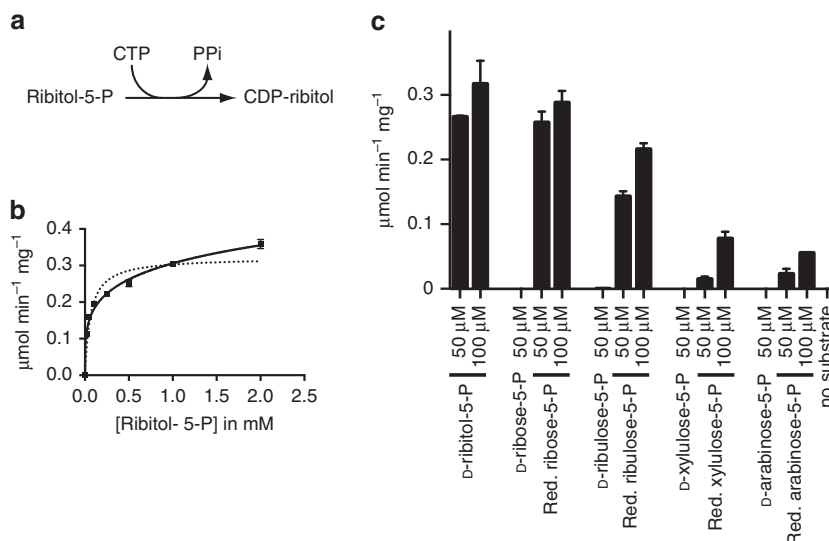 a
CTP
PPi
Ribitol-5-P
CDP-ribitol
b
μmol min⁻¹ mg⁻¹
0.4
0.3
0.2
0.1
0.0
0.0
0.5
1.0
1.5
2.0
2.5
[Ribitol- 5-P] in mM
c
μmol min⁻¹ mg⁻¹
0.3
0.2
0.1
0
50 μM
100 μM
50 μM
50 μM
100 μM
50 μM
50 μM
100 μM
50 μM
50 μM
100 μM
50 μM
50 μM
100 μM
no substrate
D-ribitol-5-P
D-ribose-5-P
Red. ribose-5-P
D-ribulose-5-P
Red. ribulose-5-P
D-xylulose-5-P
Red. xylulose-5-P
D-arabinose-5-P
Red. arabinose-5-P